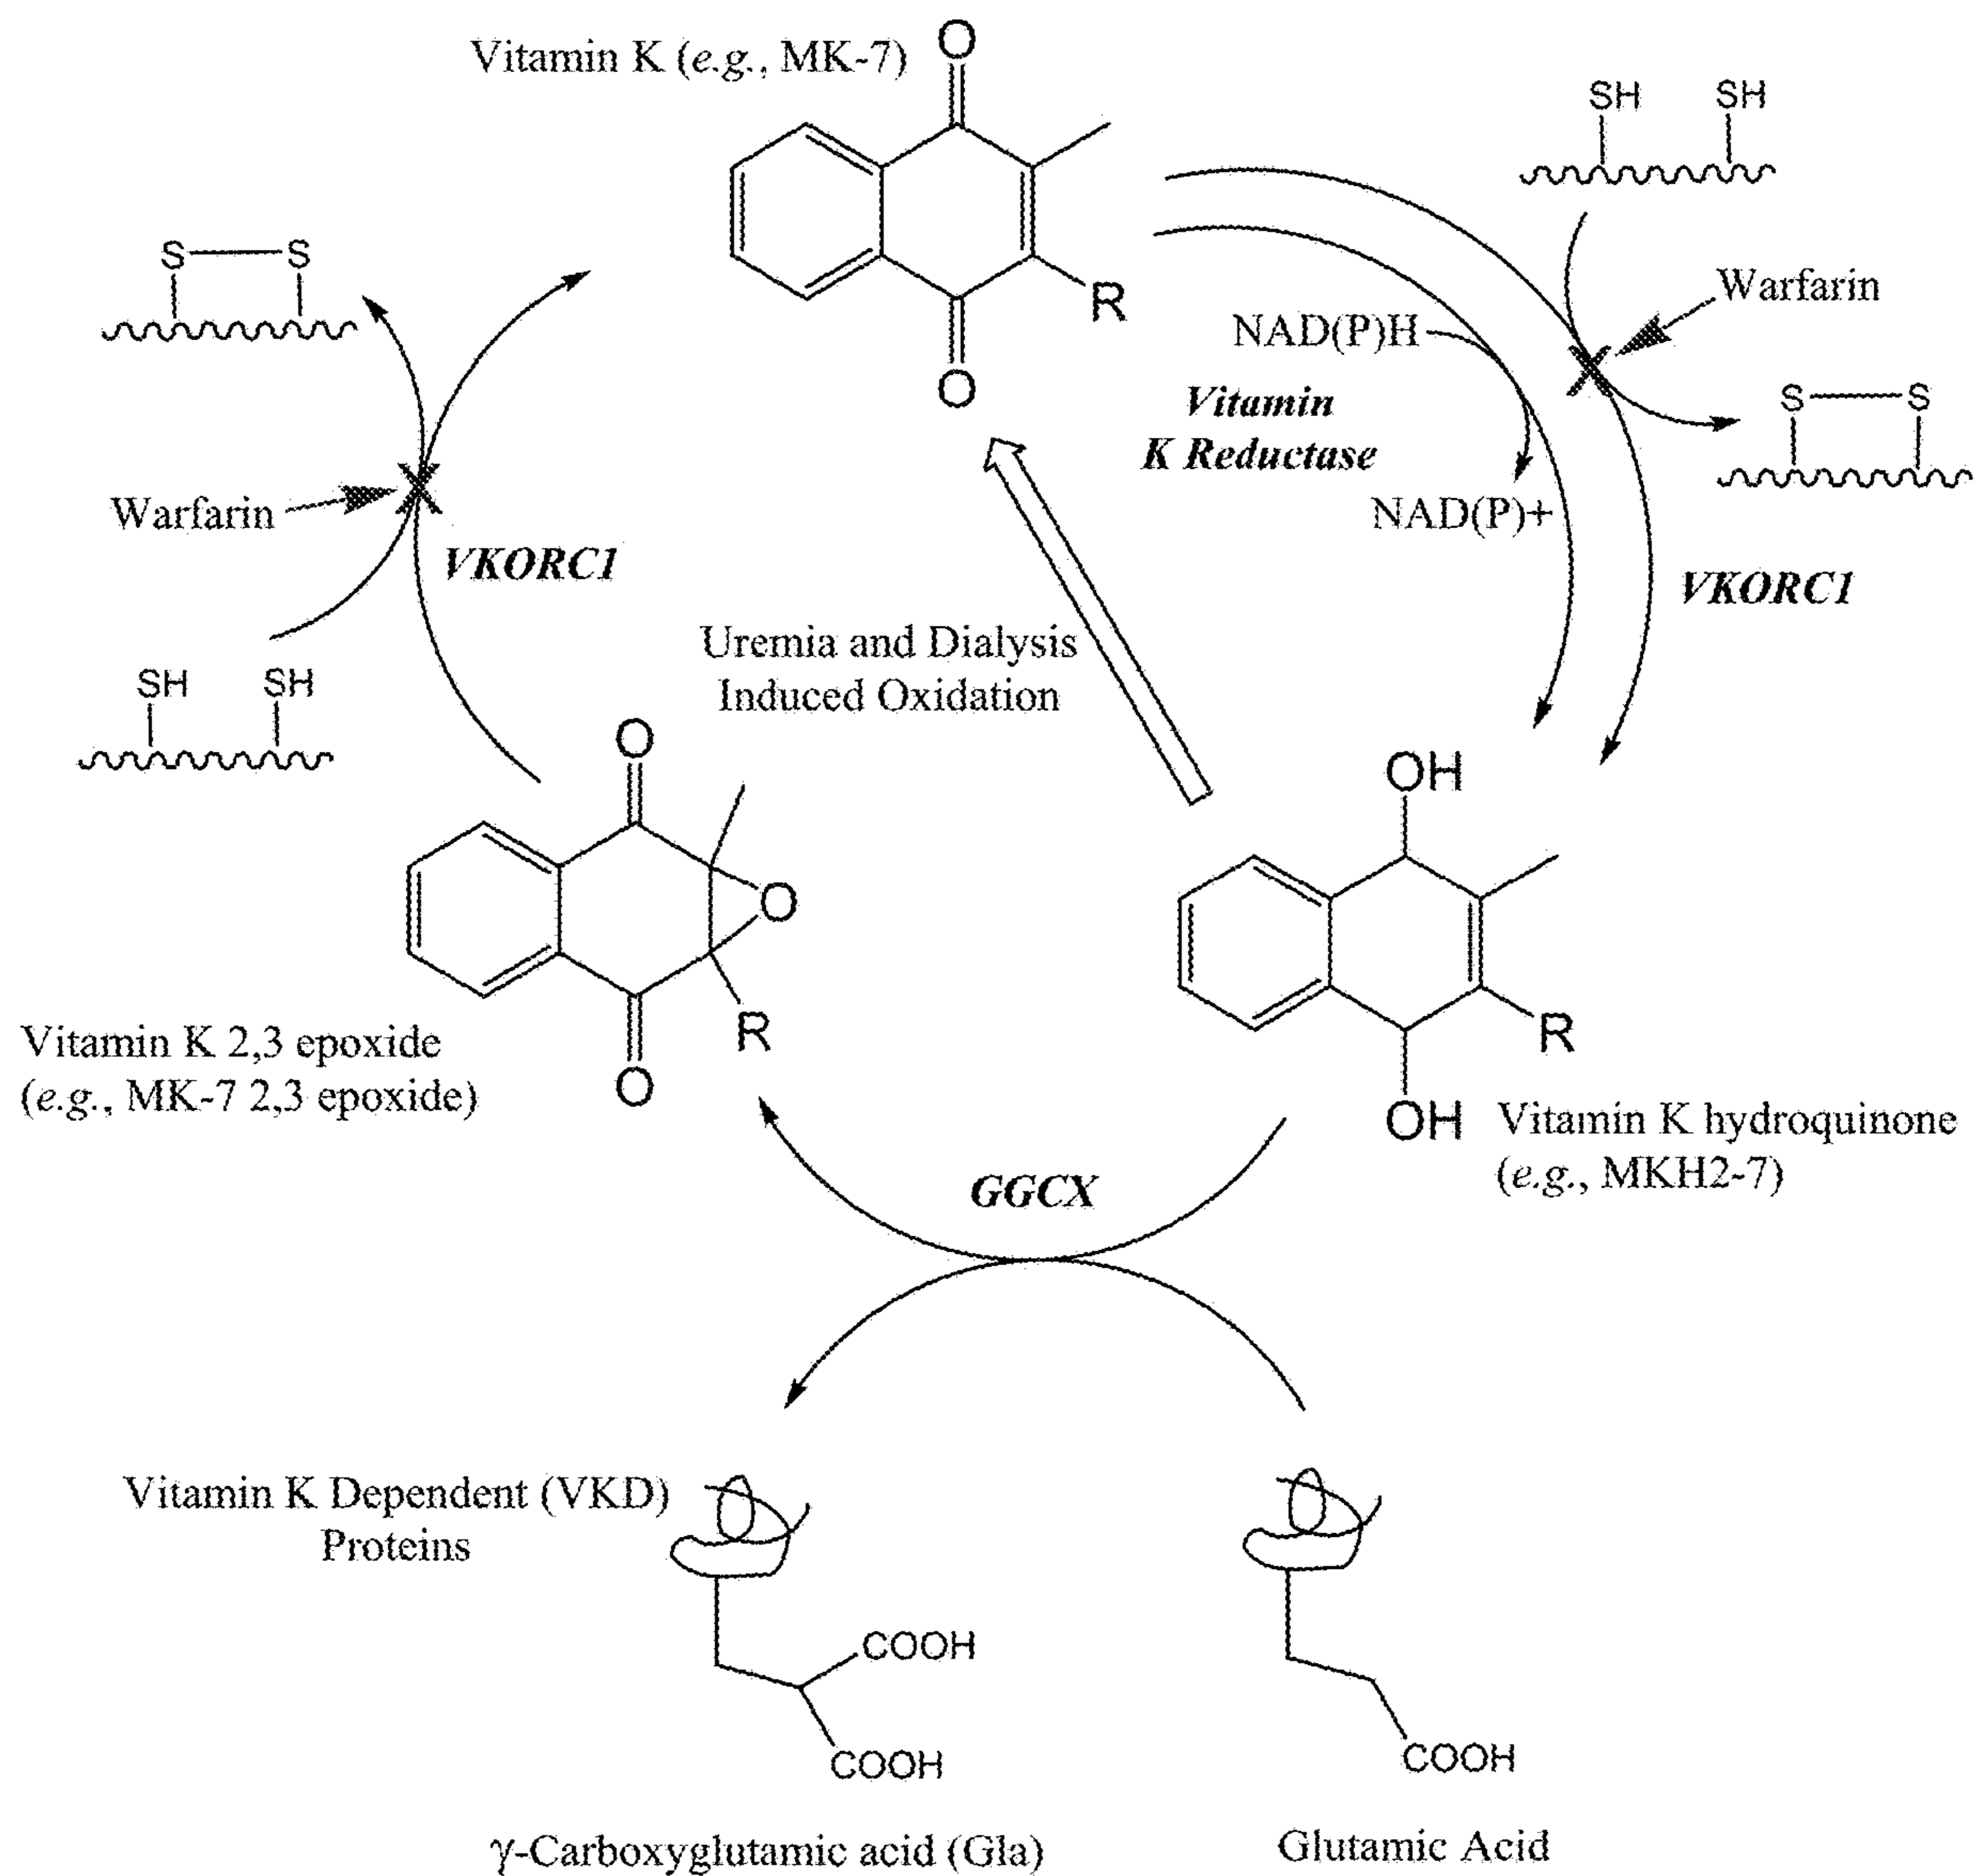 Vitamin K (e.g., MK-7)
O
SH SH
S S
R
Warfarin
NAD(P)H
O
Vitamin
K Reductase
S S
Warfarin
NAD(P)+
VKORC1
VKORC1
Uremia and Dialysis
Induced Oxidation
SH SH
O
OH
O
R
R
Vitamin K 2,3 epoxide
(e.g., MK-7 2,3 epoxide)
O
OH
Vitamin K hydroquinone
(e.g., MKH2-7)
GGCX
Vitamin K Dependent (VKD)
Proteins
COOH
COOH
COOH
γ-Carboxyglutamic acid (Gla)
Glutamic Acid